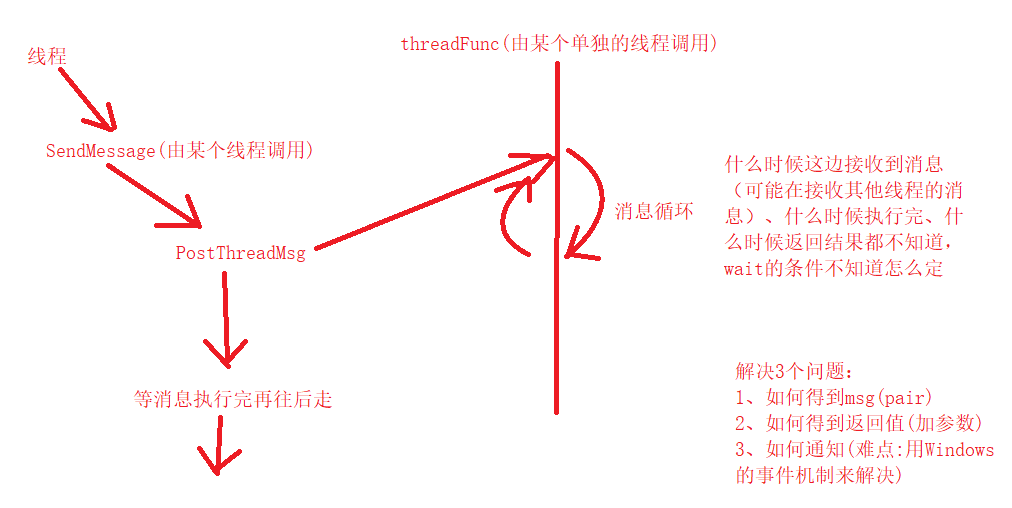 threadFunc(由某个单独的线程调用)
线程
SendMessage(由某个线程调用)
PostThreadMsg
等消息执行完再往后走
消息循环
什么时候这边接收到消息
（可能在接收其他线程的消
息）、什么时候执行完、什
么时候返回结果都不知道，
wait的条件不知道怎么定
解决3个问题：
1、如何得到msg(pair)
2、如何得到返回值(加参数)
3、如何通知(难点:用Windows
的事件机制来解决)